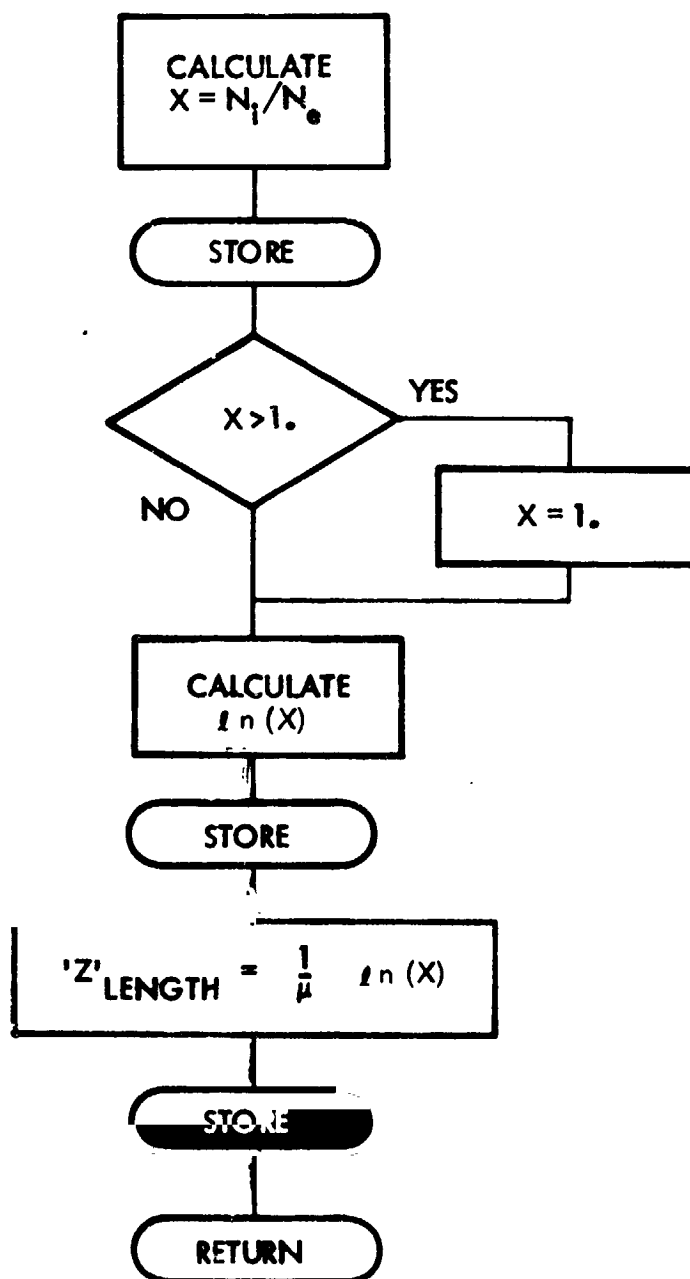 CALCULATE
X = Nᵢ/Nₑ
STORE
X > 1.
YES
NO
X = 1.
CALCULATE
ℓn (X)
STORE
'Z' LENGTH = 1/μ ℓn (X)
STORE
RETURN